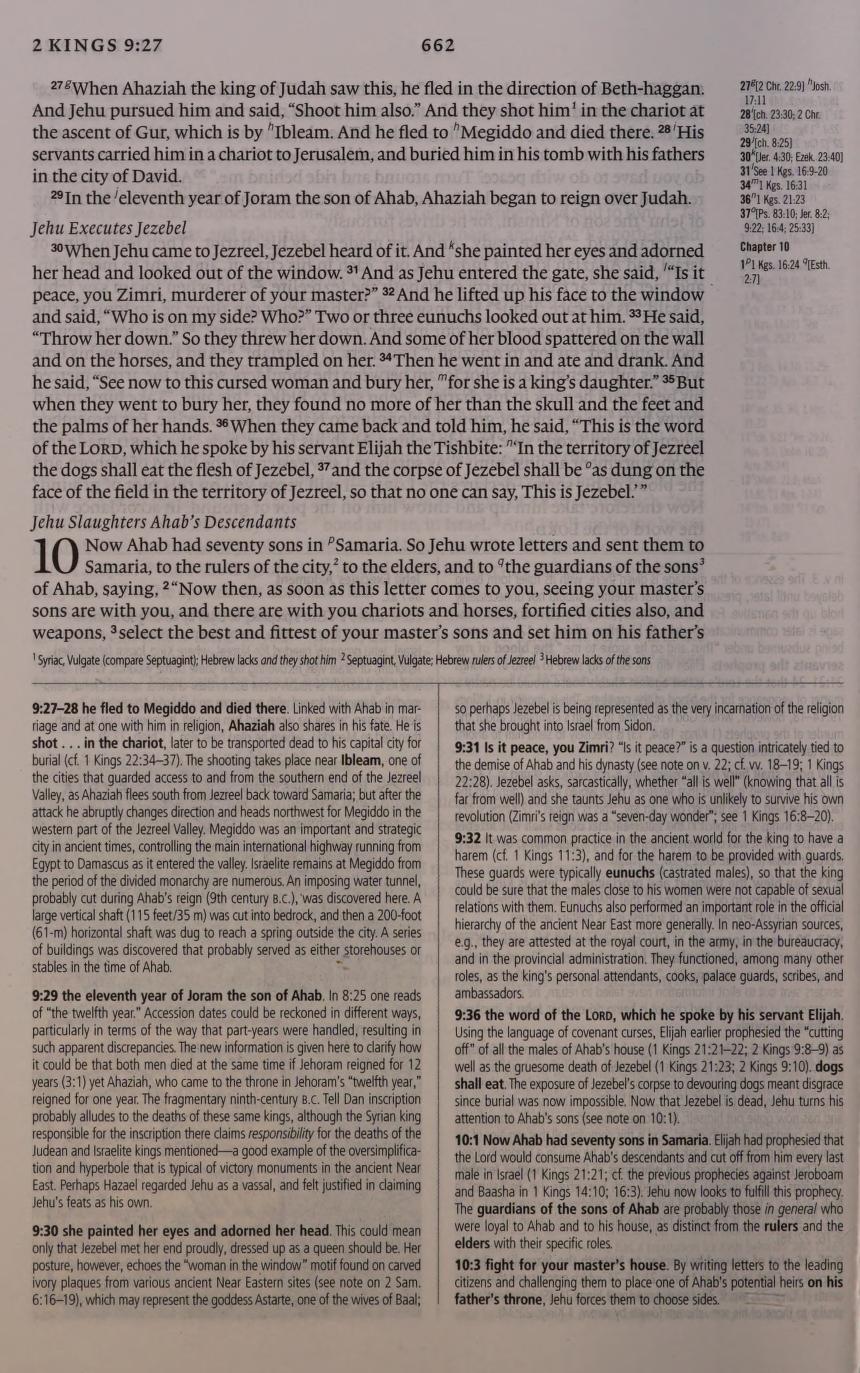 2 KINGS 9:27
662
²⁷ᵍWhen Ahaziah the king of Judah saw this, he fled in the direction of Beth-haggan.
And Jehu pursued him and said, “Shoot him also.” And they shot him¹ in the chariot at
the ascent of Gur, which is by ʰIbleam. And he fled to ʰMegiddo and died there. ²⁸ⁱHis
servants carried him in a chariot to Jerusalem, and buried him in his tomb with his fathers
in the city of David.
²⁹In the ʲeleventh year of Joram the son of Ahab, Ahaziah began to reign over Judah.
Jehu Executes Jezebel
³⁰When Jehu came to Jezreel, Jezebel heard of it. And ᵏshe painted her eyes and adorned
her head and looked out of the window. ³¹And as Jehu entered the gate, she said, ˡ“Is it
peace, you Zimri, murderer of your master?” ³²And he lifted up his face to the window
and said, “Who is on my side? Who?” Two or three eunuchs looked out at him. ³³He said,
“Throw her down.” So they threw her down. And some of her blood spattered on the wall
and on the horses, and they trampled on her. ³⁴Then he went in and ate and drank. And
he said, “See now to this cursed woman and bury her, ᵐfor she is a king’s daughter.” ³⁵But
when they went to bury her, they found no more of her than the skull and the feet and
the palms of her hands. ³⁶When they came back and told him, he said, “This is the word
of the LORD, which he spoke by his servant Elijah the Tishbite: ⁿ‘In the territory of Jezreel
the dogs shall eat the flesh of Jezebel, ³⁷and the corpse of Jezebel shall be ᵒas dung on the
face of the field in the territory of Jezreel, so that no one can say, This is Jezebel.’”
Jehu Slaughters Ahab’s Descendants
10 Now Ahab had seventy sons in ᵖSamaria. So Jehu wrote letters and sent them to
Samaria, to the rulers of the city,² to the elders, and to ᑫthe guardians of the sons³
of Ahab, saying, ²“Now then, as soon as this letter comes to you, seeing your master’s
sons are with you, and there are with you chariots and horses, fortified cities also, and
weapons, ³select the best and fittest of your master’s sons and set him on his father’s
¹ Syriac, Vulgate (compare Septuagint); Hebrew lacks and they shot him ² Septuagint, Vulgate; Hebrew rulers of Jezreel ³ Hebrew lacks of the sons
27ᵍ[2 Chr. 22:9] ʰJosh.
17:11
28ⁱ[ch. 23:30; 2 Chr.
35:24]
29ʲ[ch. 8:25]
30ᵏ[Jer. 4:30; Ezek. 23:40]
31ˡSee 1 Kgs. 16:9-20
34ᵐ1 Kgs. 16:31
36ⁿ1 Kgs. 21:23
37ᵒ[Ps. 83:10; Jer. 8:2;
9:22; 16:4; 25:33]
Chapter 10
1ᵖ1 Kgs. 16:24 ᑫ[Esth.
2:7]
9:27–28 he fled to Megiddo and died there. Linked with Ahab in mar-
riage and at one with him in religion, Ahaziah also shares in his fate. He is
shot . . . in the chariot, later to be transported dead to his capital city for
burial (cf. 1 Kings 22:34–37). The shooting takes place near Ibleam, one of
the cities that guarded access to and from the southern end of the Jezreel
Valley, as Ahaziah flees south from Jezreel back toward Samaria; but after the
attack he abruptly changes direction and heads northwest for Megiddo in the
western part of the Jezreel Valley. Megiddo was an important and strategic
city in ancient times, controlling the main international highway running from
Egypt to Damascus as it entered the valley. Israelite remains at Megiddo from
the period of the divided monarchy are numerous. An imposing water tunnel,
probably cut during Ahab’s reign (9th century B.C.), was discovered here. A
large vertical shaft (115 feet/35 m) was cut into bedrock, and then a 200-foot
(61-m) horizontal shaft was dug to reach a spring outside the city. A series
of buildings was discovered that probably served as either storehouses or
stables in the time of Ahab.
9:29 the eleventh year of Joram the son of Ahab. In 8:25 one reads
of “the twelfth year.” Accession dates could be reckoned in different ways,
particularly in terms of the way that part-years were handled, resulting in
such apparent discrepancies. The new information is given here to clarify how
it could be that both men died at the same time if Jehoram reigned for 12
years (3:1) yet Ahaziah, who came to the throne in Jehoram’s “twelfth year,”
reigned for one year. The fragmentary ninth-century B.C. Tell Dan inscription
probably alludes to the deaths of these same kings, although the Syrian king
responsible for the inscription there claims responsibility for the deaths of the
Judean and Israelite kings mentioned—a good example of the oversimplifica-
tion and hyperbole that is typical of victory monuments in the ancient Near
East. Perhaps Hazael regarded Jehu as a vassal, and felt justified in claiming
Jehu’s feats as his own.
9:30 she painted her eyes and adorned her head. This could mean
only that Jezebel met her end proudly, dressed up as a queen should be. Her
posture, however, echoes the “woman in the window” motif found on carved
ivory plaques from various ancient Near Eastern sites (see note on 2 Sam.
6:16–19), which may represent the goddess Astarte, one of the wives of Baal;
so perhaps Jezebel is being represented as the very incarnation of the religion
that she brought into Israel from Sidon.
9:31 Is it peace, you Zimri? “Is it peace?” is a question intricately tied to
the demise of Ahab and his dynasty (see note on v. 22; cf. vv. 18–19; 1 Kings
22:28). Jezebel asks, sarcastically, whether “all is well” (knowing that all is
far from well) and she taunts Jehu as one who is unlikely to survive his own
revolution (Zimri’s reign was a “seven-day wonder”; see 1 Kings 16:8–20).
9:32 It was common practice in the ancient world for the king to have a
harem (cf. 1 Kings 11:3), and for the harem to be provided with guards.
These guards were typically eunuchs (castrated males), so that the king
could be sure that the males close to his women were not capable of sexual
relations with them. Eunuchs also performed an important role in the official
hierarchy of the ancient Near East more generally. In neo-Assyrian sources,
e.g., they are attested at the royal court, in the army, in the bureaucracy,
and in the provincial administration. They functioned, among many other
roles, as the king’s personal attendants, cooks, palace guards, scribes, and
ambassadors.
9:36 the word of the LORD, which he spoke by his servant Elijah.
Using the language of covenant curses, Elijah earlier prophesied the “cutting
off” of all the males of Ahab’s house (1 Kings 21:21–22; 2 Kings 9:8–9) as
well as the gruesome death of Jezebel (1 Kings 21:23; 2 Kings 9:10). dogs
shall eat. The exposure of Jezebel’s corpse to devouring dogs meant disgrace
since burial was now impossible. Now that Jezebel is dead, Jehu turns his
attention to Ahab’s sons (see note on 10:1).
10:1 Now Ahab had seventy sons in Samaria. Elijah had prophesied that
the Lord would consume Ahab’s descendants and cut off from him every last
male in Israel (1 Kings 21:21; cf. the previous prophecies against Jeroboam
and Baasha in 1 Kings 14:10; 16:3). Jehu now looks to fulfill this prophecy.
The guardians of the sons of Ahab are probably those in general who
were loyal to Ahab and to his house, as distinct from the rulers and the
elders with their specific roles.
10:3 fight for your master’s house. By writing letters to the leading
citizens and challenging them to place one of Ahab’s potential heirs on his
father’s throne, Jehu forces them to choose sides.